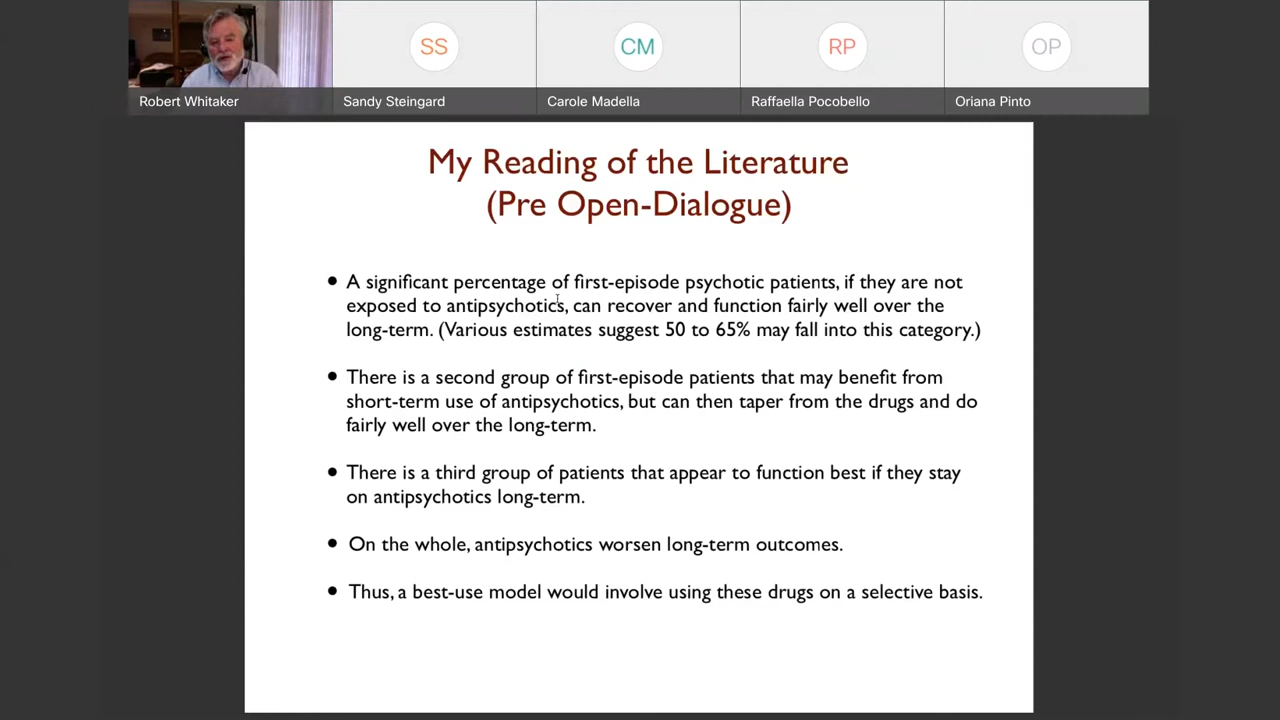 SS
CM
RP
OP
Robert Whitaker
Sandy Steingard
Carole Madella
Raffaella Pocobello
Oriana Pinto
My Reading of the Literature
(Pre Open-Dialogue)
• A significant percentage of first-episode psychotic patients, if they are not
exposed to antipsychotics, can recover and function fairly well over the
long-term. (Various estimates suggest 50 to 65% may fall into this category.)
• There is a second group of first-episode patients that may benefit from
short-term use of antipsychotics, but can then taper from the drugs and do
fairly well over the long-term.
• There is a third group of patients that appear to function best if they stay
on antipsychotics long-term.
• On the whole, antipsychotics worsen long-term outcomes.
• Thus, a best-use model would involve using these drugs on a selective basis.